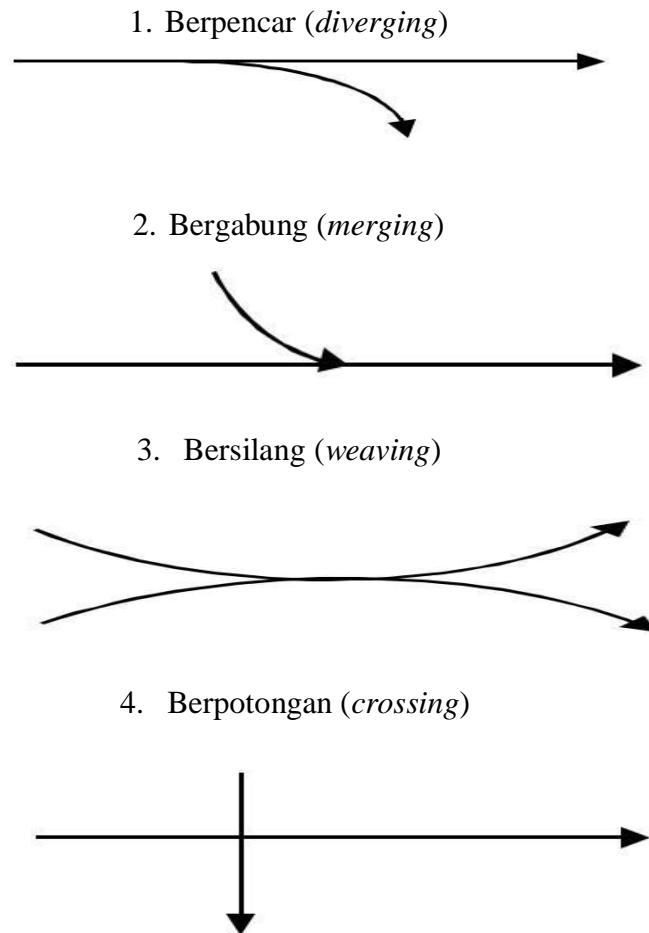 1. Berpencar (diverging)
2. Bergabung (merging)
3. Bersilang (weaving)
4. Berpotongan (crossing)